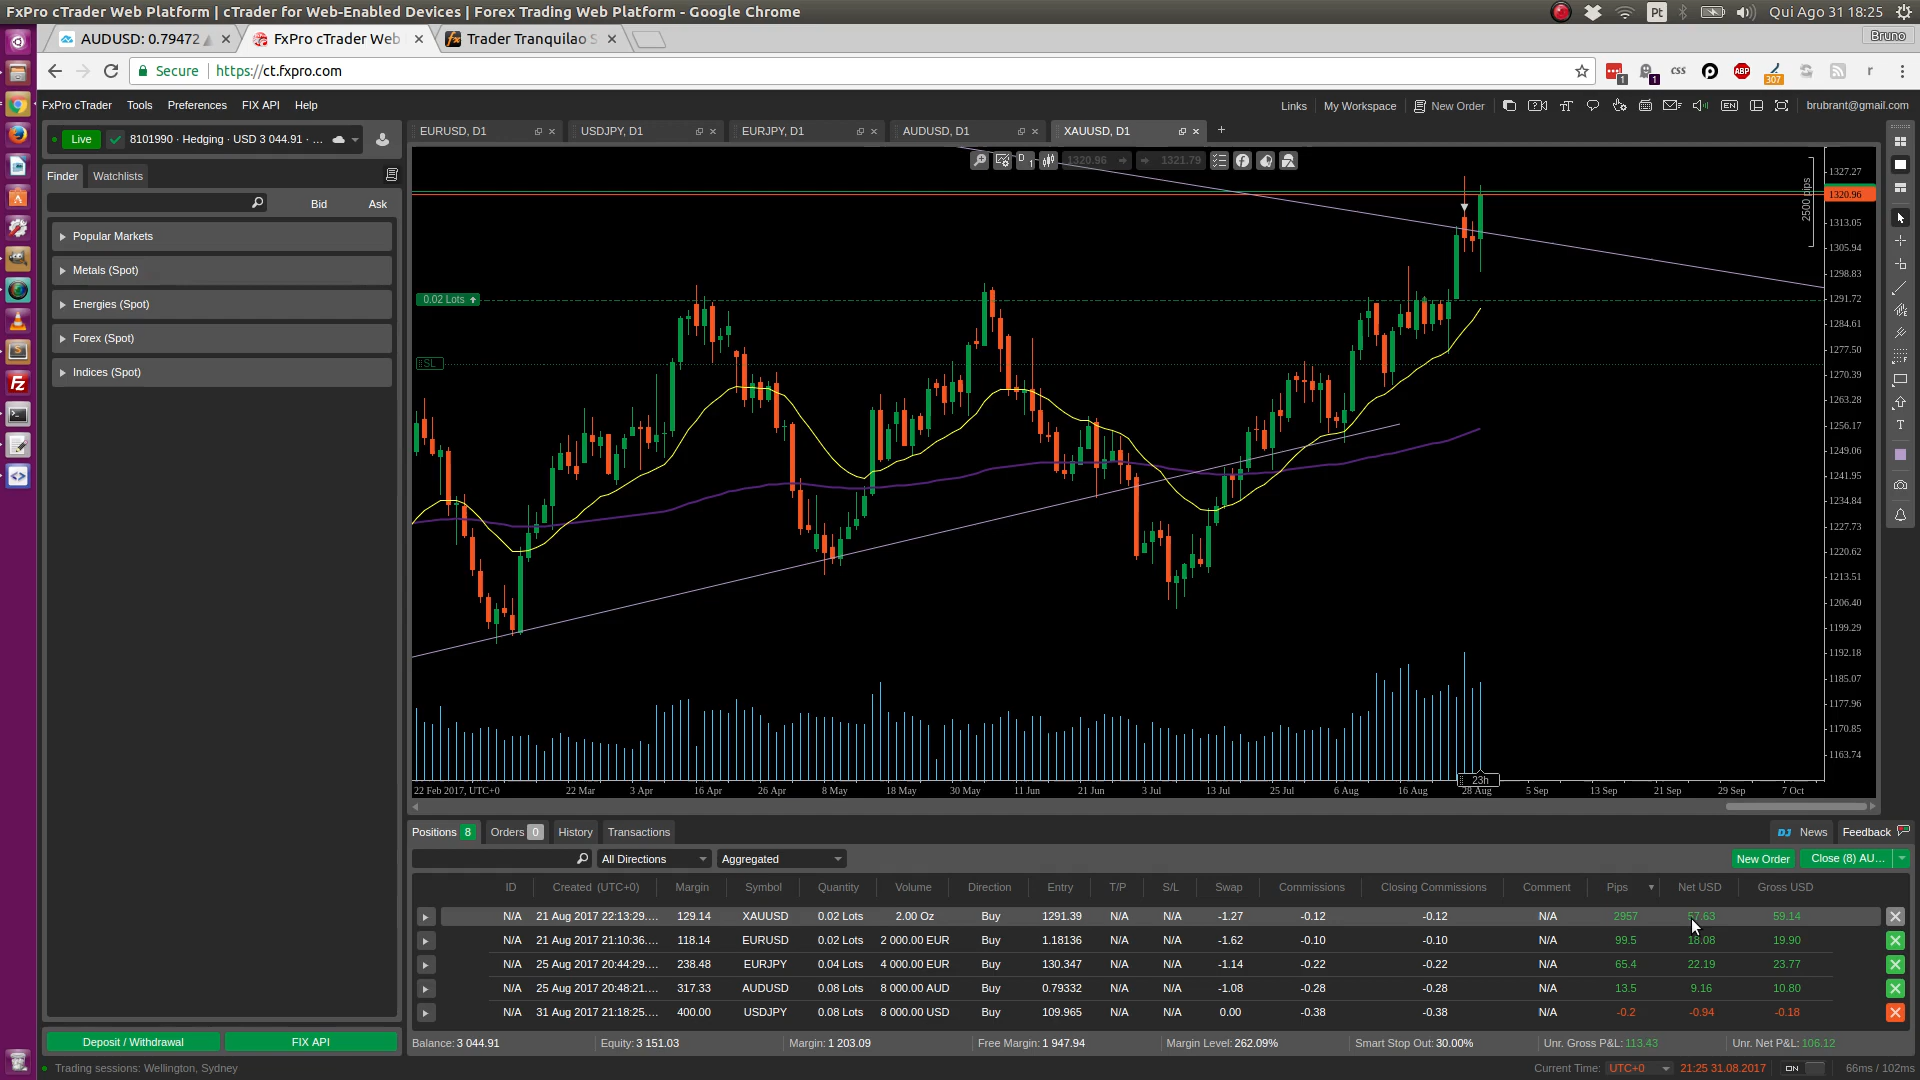 FxPro cTrader Web Platform | cTrader for Web-Enabled Devices | Forex Trading Web Platform - Google Chrome
Pt
Qui Ago 31 18:25
AUDUSD: 0.79472
FxPro cTrader Web
Trader Tranquilao S
Bruno
Secure
https://ct.fxpro.com
1
1
css
ABP
307
r
FxPro cTrader Tools Preferences FIX API Help
Links My Workspace New Order
EN
brubrant@gmail.com
Live
8101990 · Hedging · USD 3 044.91 · ...
EURUSD, D1
USDJPY, D1
EURJPY, D1
AUDUSD, D1
XAUUSD, D1
+
Finder Watchlists
Bid Ask
Popular Markets
Metals (Spot)
Energies (Spot)
Forex (Spot)
Indices (Spot)
D 1
1320.96
1321.79
2500 pips
1327.27
1320.96
1313.05
1305.94
1298.83
1291.72
1284.61
1277.50
1270.39
1263.28
1256.17
1249.06
1241.95
1234.84
1227.73
1220.62
1213.51
1206.40
1199.29
1192.18
1185.07
1177.96
1170.85
1163.74
0.02 Lots
SL
T
23h
22 Feb 2017, UTC+0 22 Mar 3 Apr 16 Apr 26 Apr 8 May 18 May 30 May 11 Jun 21 Jun 3 Jul 13 Jul 25 Jul 6 Aug 16 Aug 28 Aug 5 Sep 13 Sep 21 Sep 29 Sep 7 Oct
Positions 8 Orders 0 History Transactions
DJ News Feedback
All Directions Aggregated
New Order Close (8) AU...
ID Created (UTC+0) Margin Symbol Quantity Volume Direction Entry T/P S/L Swap Commissions Closing Commissions Comment Pips Net USD Gross USD
N/A 21 Aug 2017 22:13:29.... 129.14 XAUUSD 0.02 Lots 2.00 Oz Buy 1291.39 N/A N/A -1.27 -0.12 -0.12 N/A 2957 57.63 59.14
N/A 21 Aug 2017 21:10:36.... 118.14 EURUSD 0.02 Lots 2 000.00 EUR Buy 1.18136 N/A N/A -1.62 -0.10 -0.10 N/A 99.5 18.08 19.90
N/A 25 Aug 2017 20:44:29.... 238.48 EURJPY 0.04 Lots 4 000.00 EUR Buy 130.347 N/A N/A -1.14 -0.22 -0.22 N/A 65.4 22.19 23.77
N/A 25 Aug 2017 20:48:21.... 317.33 AUDUSD 0.08 Lots 8 000.00 AUD Buy 0.79332 N/A N/A -1.08 -0.28 -0.28 N/A 13.5 9.16 10.80
N/A 31 Aug 2017 21:18:25.... 400.00 USDJPY 0.08 Lots 8 000.00 USD Buy 109.965 N/A N/A 0.00 -0.38 -0.38 N/A -0.2 -0.94 -0.18
Deposit / Withdrawal FIX API
Balance: 3 044.91 Equity: 3 151.03 Margin: 1 203.09 Free Margin: 1 947.94 Margin Level: 262.09% Smart Stop Out: 30.00% Unr. Gross P&L: 113.43 Unr. Net P&L: 106.12
Trading sessions: Wellington, Sydney
Current Time: UTC+0 21:25 31.08.2017 ON 66ms / 102ms